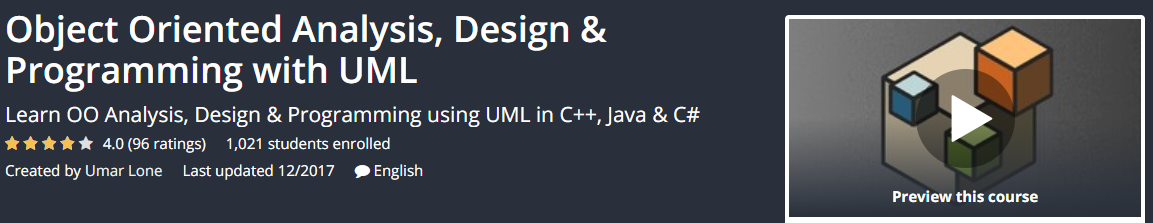 Object Oriented Analysis, Design &
Programming with UML
Learn OO Analysis, Design & Programming using UML in C++, Java & C#
4.0 (96 ratings) 1,021 students enrolled
Created by Umar Lone Last updated 12/2017 English
Preview this course